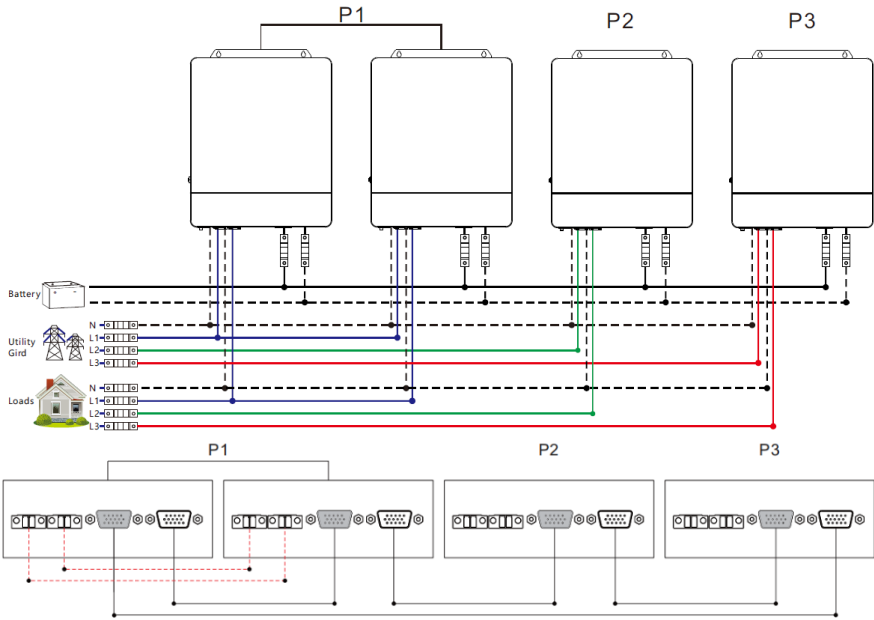 P1 P2 P3
Battery
N
L1
Utility
L2
Gird
L3
N
Loads
L1
L2
L3
P1 P2 P3